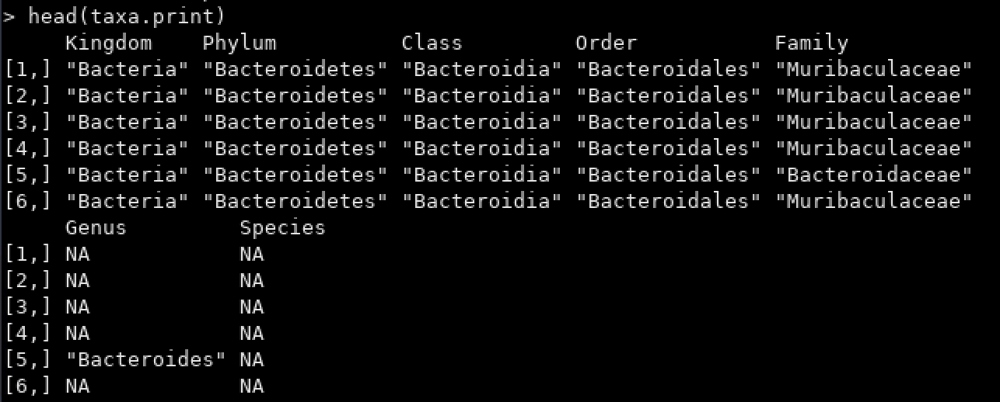 > head(taxa.print)
     Kingdom    Phylum          Class         Order           Family
[1,] "Bacteria" "Bacteroidetes" "Bacteroidia" "Bacteroidales" "Muribaculaceae"
[2,] "Bacteria" "Bacteroidetes" "Bacteroidia" "Bacteroidales" "Muribaculaceae"
[3,] "Bacteria" "Bacteroidetes" "Bacteroidia" "Bacteroidales" "Muribaculaceae"
[4,] "Bacteria" "Bacteroidetes" "Bacteroidia" "Bacteroidales" "Muribaculaceae"
[5,] "Bacteria" "Bacteroidetes" "Bacteroidia" "Bacteroidales" "Bacteroidaceae"
[6,] "Bacteria" "Bacteroidetes" "Bacteroidia" "Bacteroidales" "Muribaculaceae"
     Genus         Species
[1,] NA            NA
[2,] NA            NA
[3,] NA            NA
[4,] NA            NA
[5,] "Bacteroides" NA
[6,] NA            NA